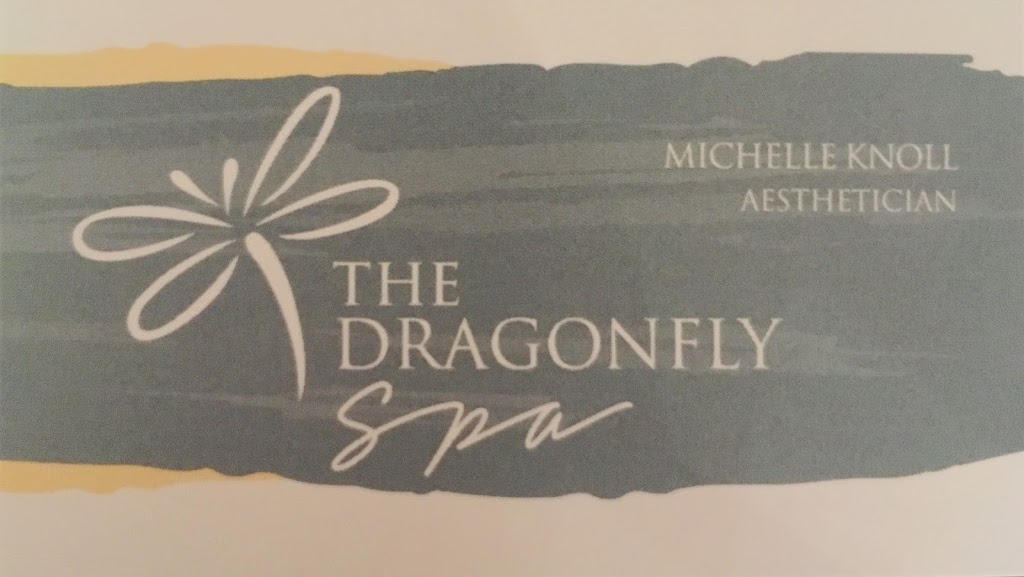 MICHELLE KNOLL
AESTHETICIAN
THE
DRAGONFLY
Spa